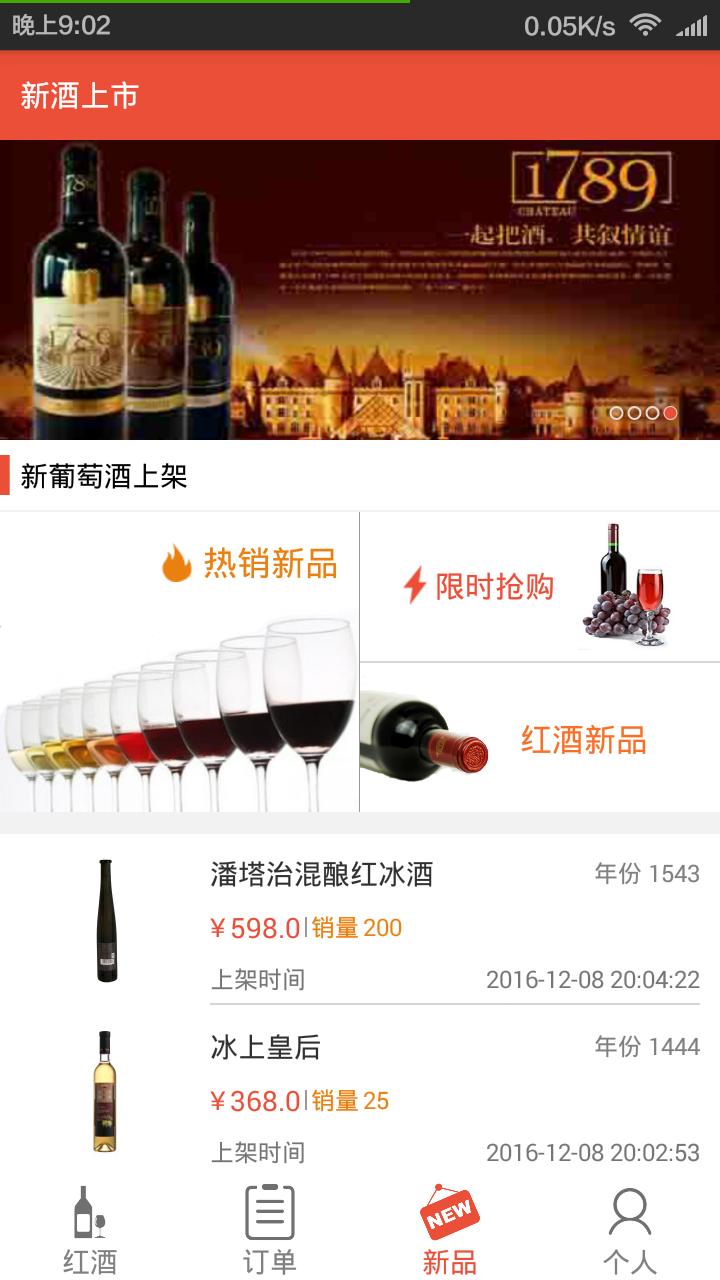 晚上9:02
0.05K/s
新酒上市
1789
CHATEAU
一起把酒，共叙情谊
1789
新葡萄酒上架
热销新品
限时抢购
红酒新品
潘塔治混酿红冰酒
年份 1543
￥598.0|销量 200
上架时间
2016-12-08 20:04:22
冰上皇后
年份 1444
￥368.0|销量 25
上架时间
2016-12-08 20:02:53
NEW
红酒
订单
新品
个人